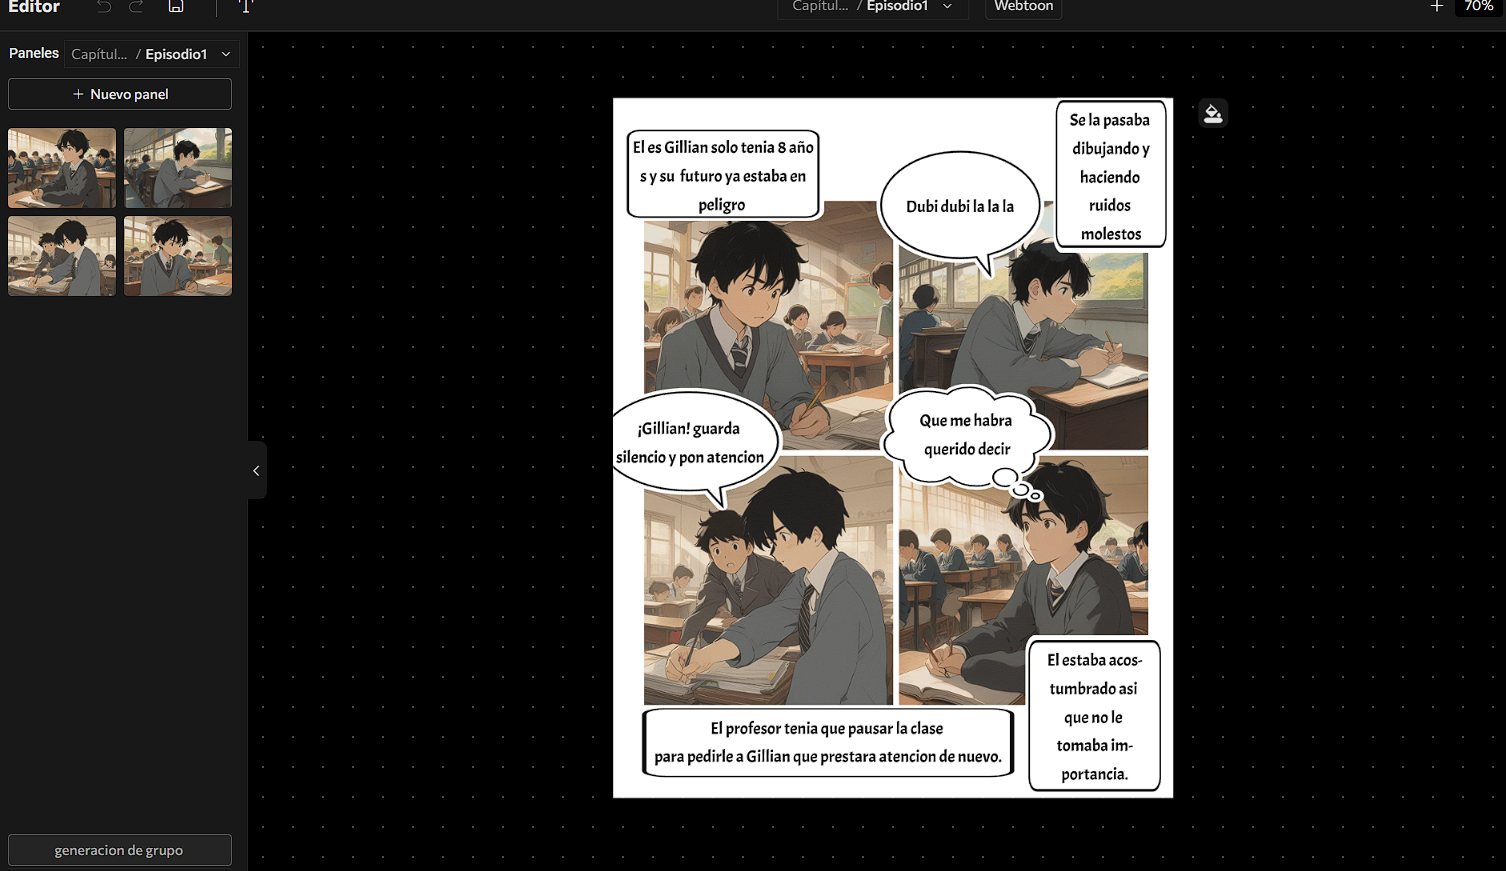 Editor
Capítul... / Episodio1
Webtoon
70%
Paneles
Capítul... / Episodio1
+ Nuevo panel
El es Gillian solo tenia 8 año
s y su futuro ya estaba en
peligro
Dubi dubi la la la
Se la pasaba
dibujando y
haciendo
ruidos
molestos
¡Gillian! guarda
silencio y pon atencion
Que me habra
querido decir
El profesor tenia que pausar la clase
para pedirle a Gillian que prestara atencion de nuevo.
El estaba acos-
tumbrado asi
que no le
tomaba im-
portancia.
generacion de grupo